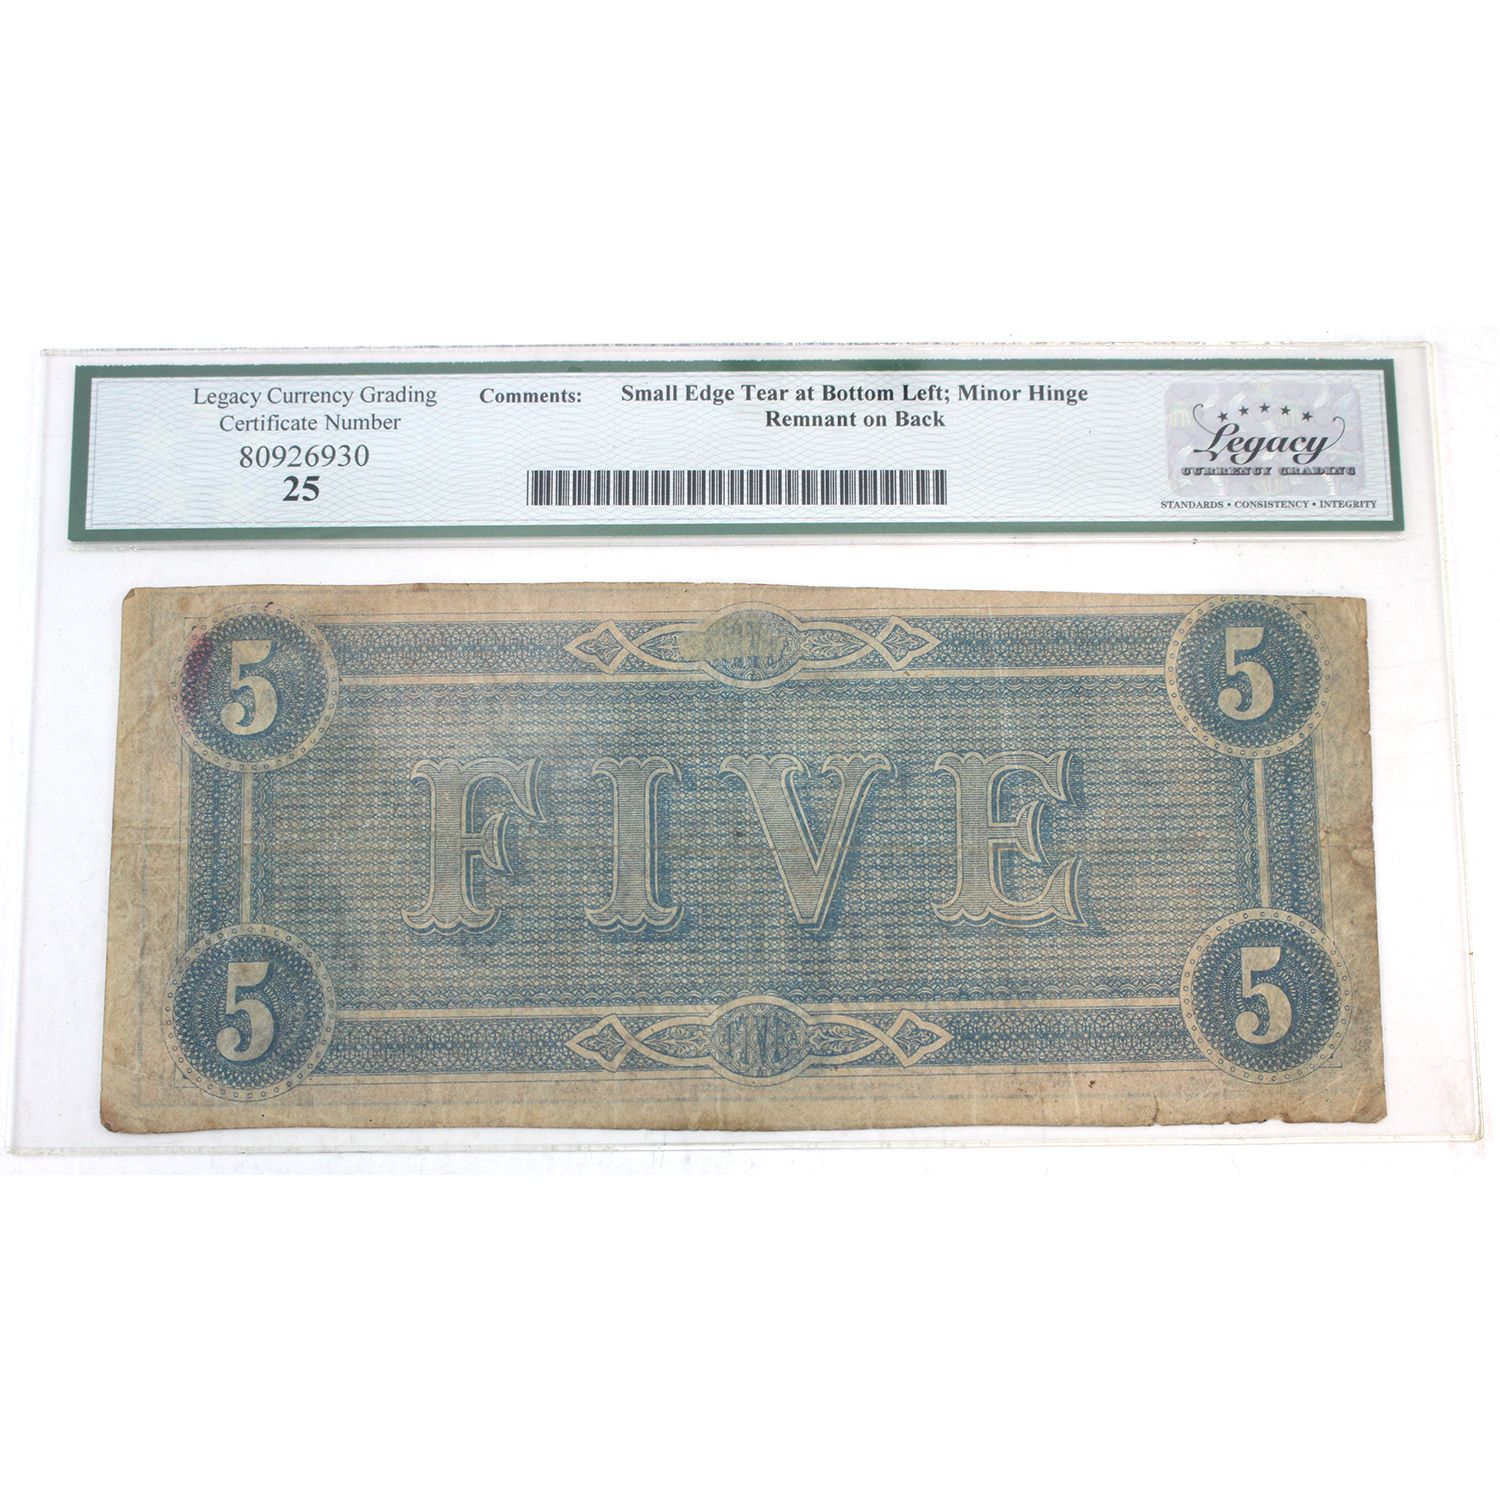 Legacy Currency Grading
Certificate Number
80926930
25
Comments:
Small Edge Tear at Bottom Left; Minor Hinge
Remnant on Back
Legacy
CURRENCY GRADING
STANDARDS • CONSISTENCY • INTEGRITY
5
5
FIVE
5
FIVE
5